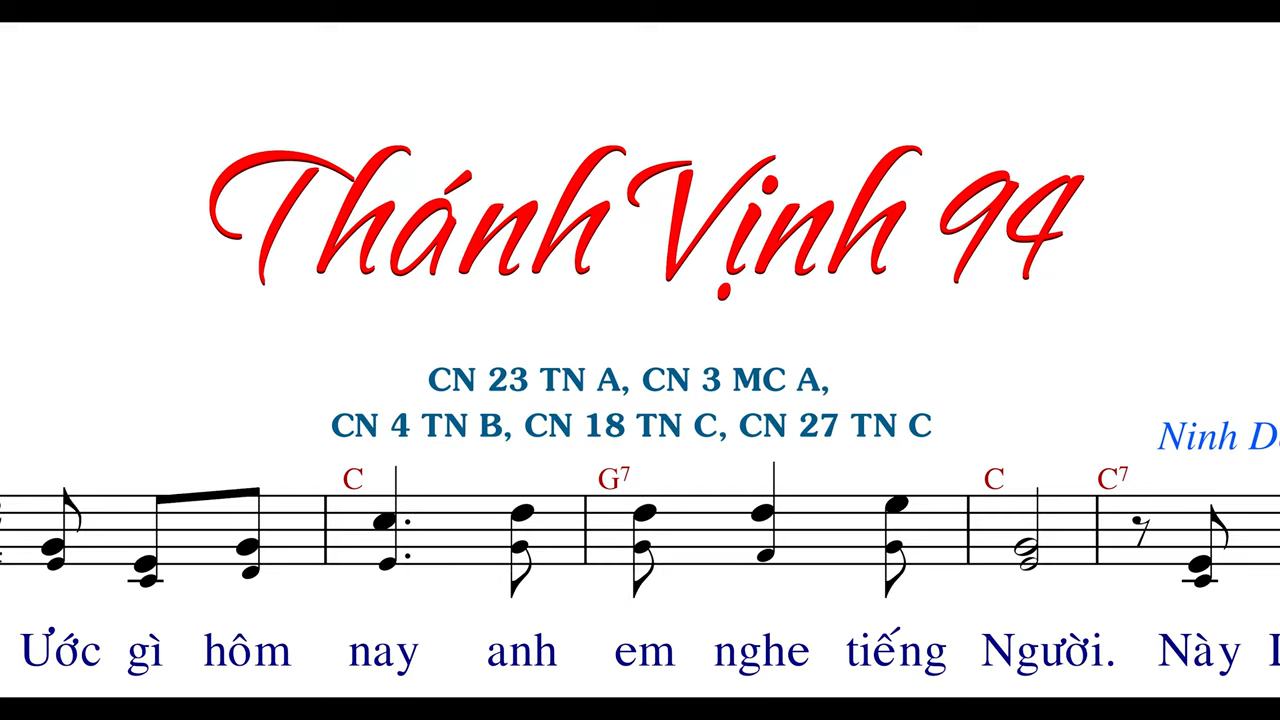 Thánh Vịnh 94
CN 23 TN A, CN 3 MC A,
CN 4 TN B, CN 18 TN C, CN 27 TN C
Ninh
C G7 C C7
Ước gì hôm nay anh em nghe tiếng Người. Này